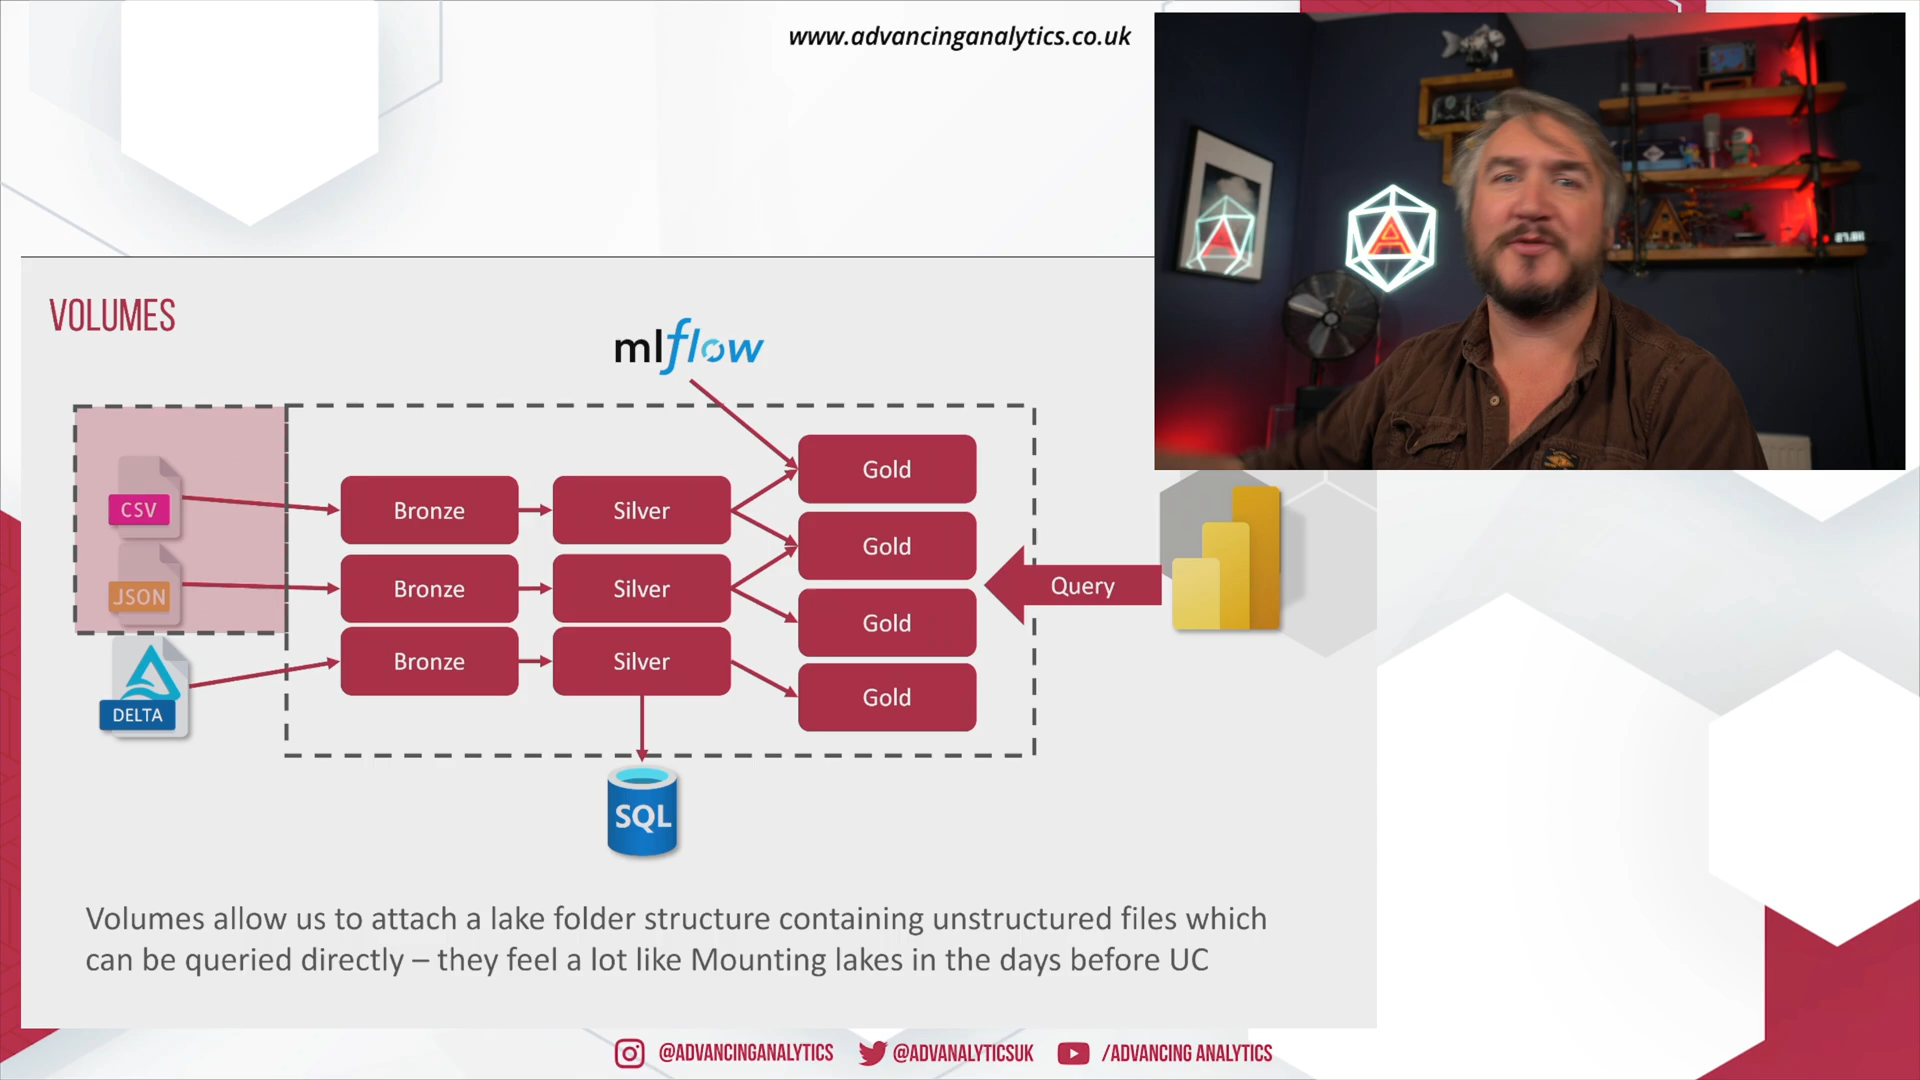 www.advancinganalytics.co.uk
A
A
VOLUMES
mlflow
CSV
JSON
DELTA
Bronze
Silver
Gold
Bronze
Silver
Gold
Bronze
Silver
Gold
Gold
Query
SQL
Volumes allow us to attach a lake folder structure containing unstructured files which
can be queried directly – they feel a lot like Mounting lakes in the days before UC
@ADVANCINGANALYTICS
@ADVANALYTICSUK
/ADVANCING ANALYTICS